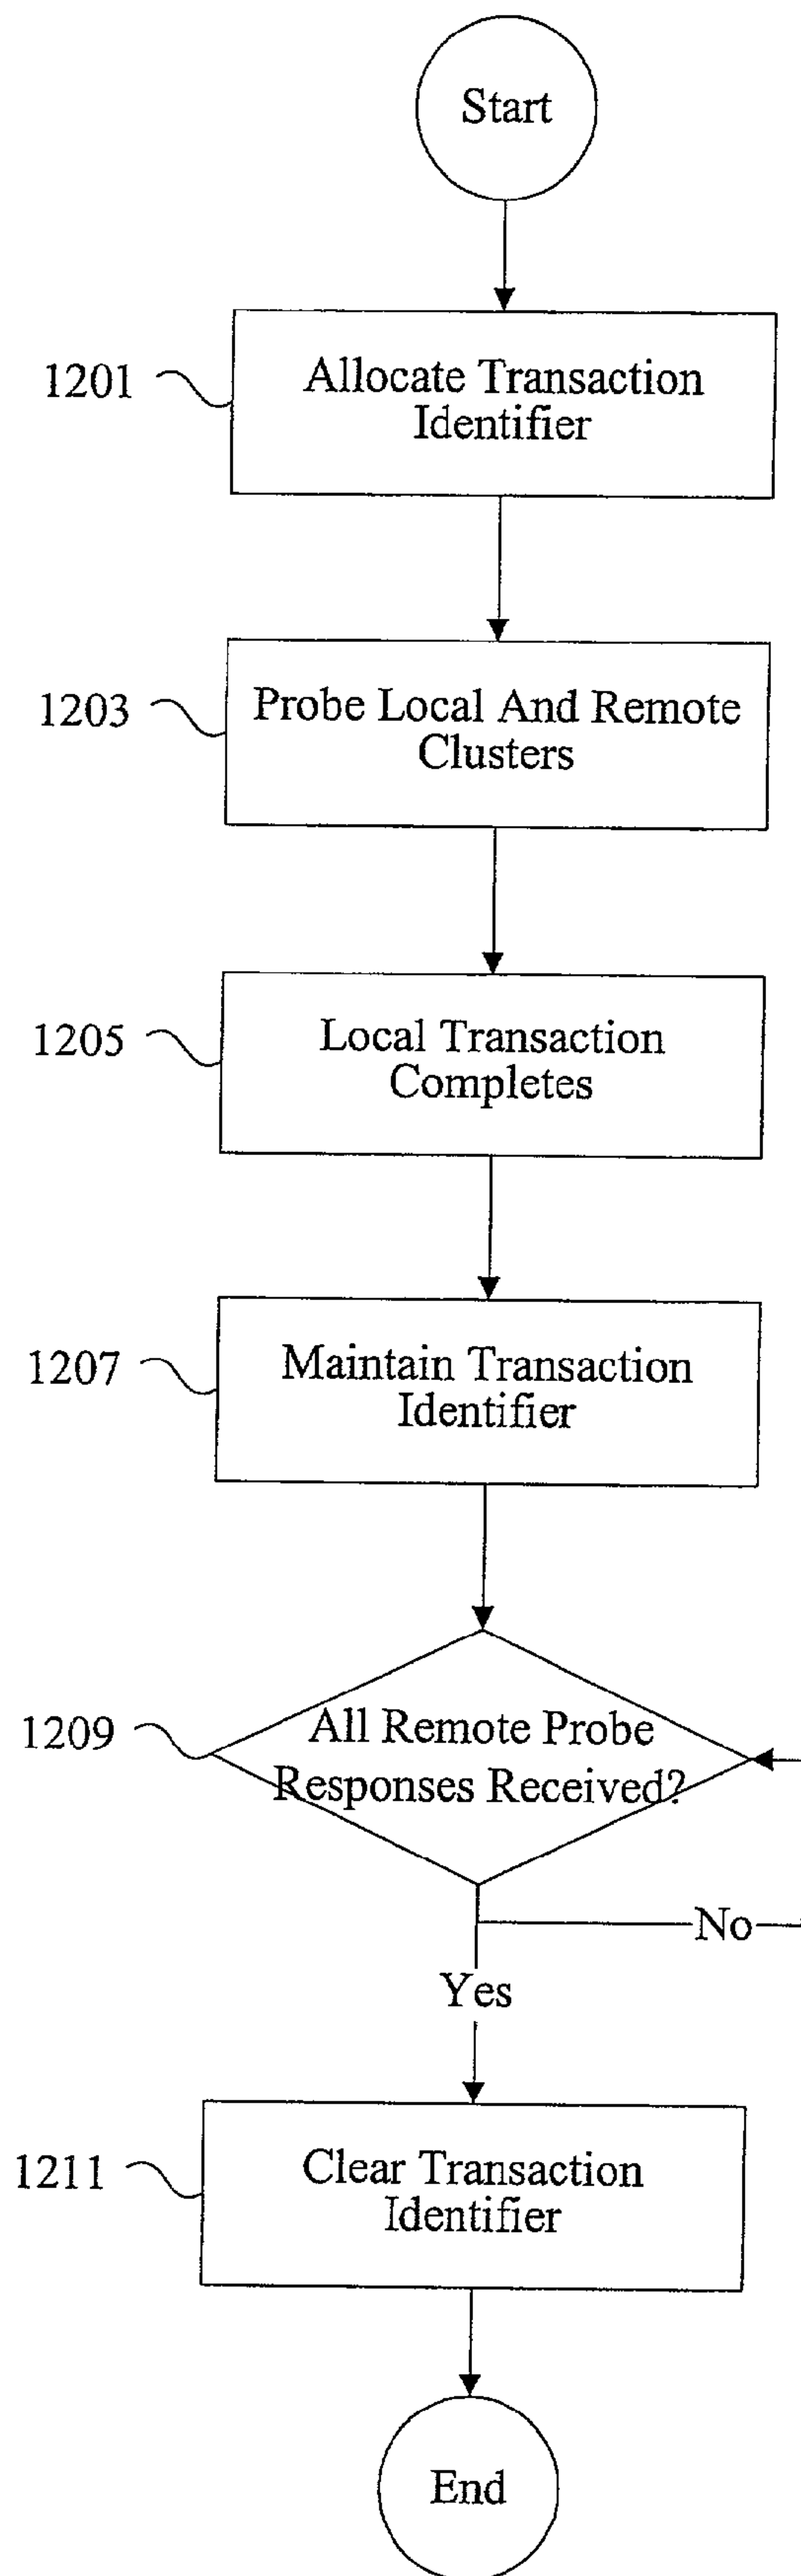 Start
1201
Allocate Transaction
Identifier
1203
Probe Local And Remote
Clusters
1205
Local Transaction
Completes
1207
Maintain Transaction
Identifier
1209
All Remote Probe
Responses Received?
No
Yes
1211
Clear Transaction
Identifier
End